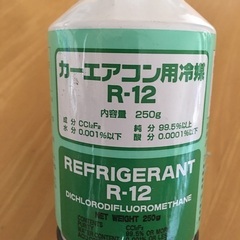 カーエアコン用冷媒
R-12
内容量 250g
成分 CCl₂F₂ 純分 99.5%以上
水分 0.001%以下 酸分 0.0001%以下
REFRIGERANT
R-12
DICHLORODIFLUOROMETHANE
NET WEIGHT 250g